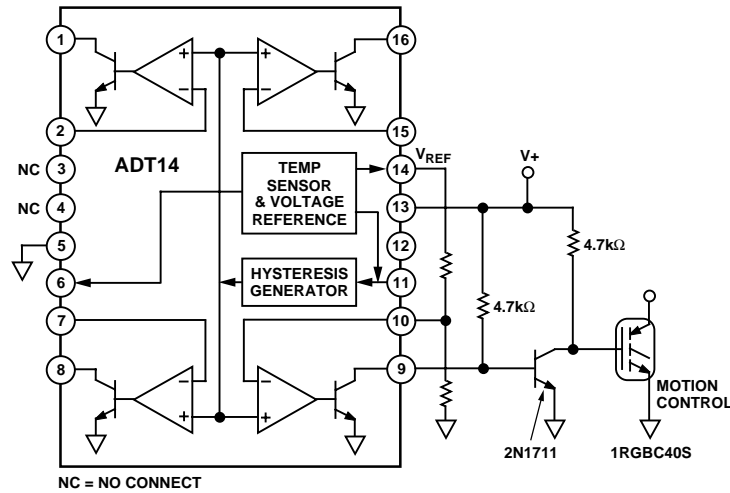 1
16
2
15
NC 3
ADT14
TEMP
SENSOR
& VOLTAGE
REFERENCE
14
VREF
V+
NC 4
13
4.7kΩ
5
12
6
HYSTERESIS
GENERATOR
11
4.7kΩ
7
10
8
9
MOTION
CONTROL
2N1711
1RGBC40S
NC = NO CONNECT